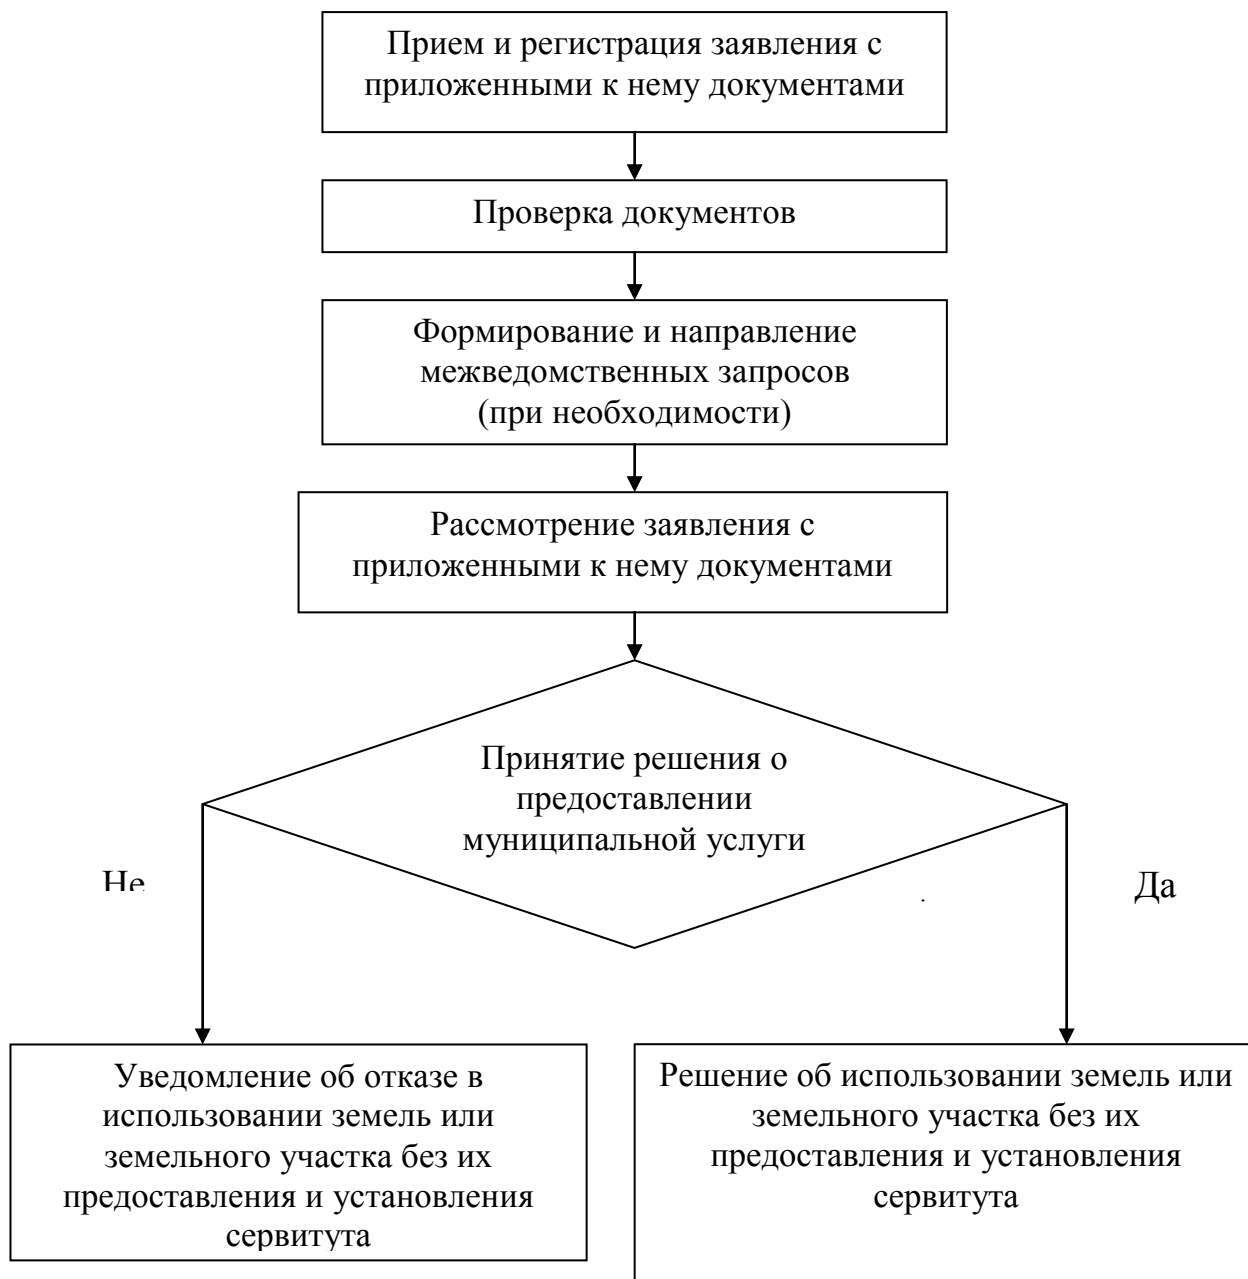 Прием и регистрация заявления с
приложенными к нему документами
Проверка документов
Формирование и направление
межведомственных запросов
(при необходимости)
Рассмотрение заявления с
приложенными к нему документами
Принятие решения о
предоставлении
муниципальной услуги
Не
Да
Уведомление об отказе в
использовании земель или
земельного участка без их
предоставления и установления
сервитута
Решение об использовании земель или
земельного участка без их
предоставления и установления
сервитута